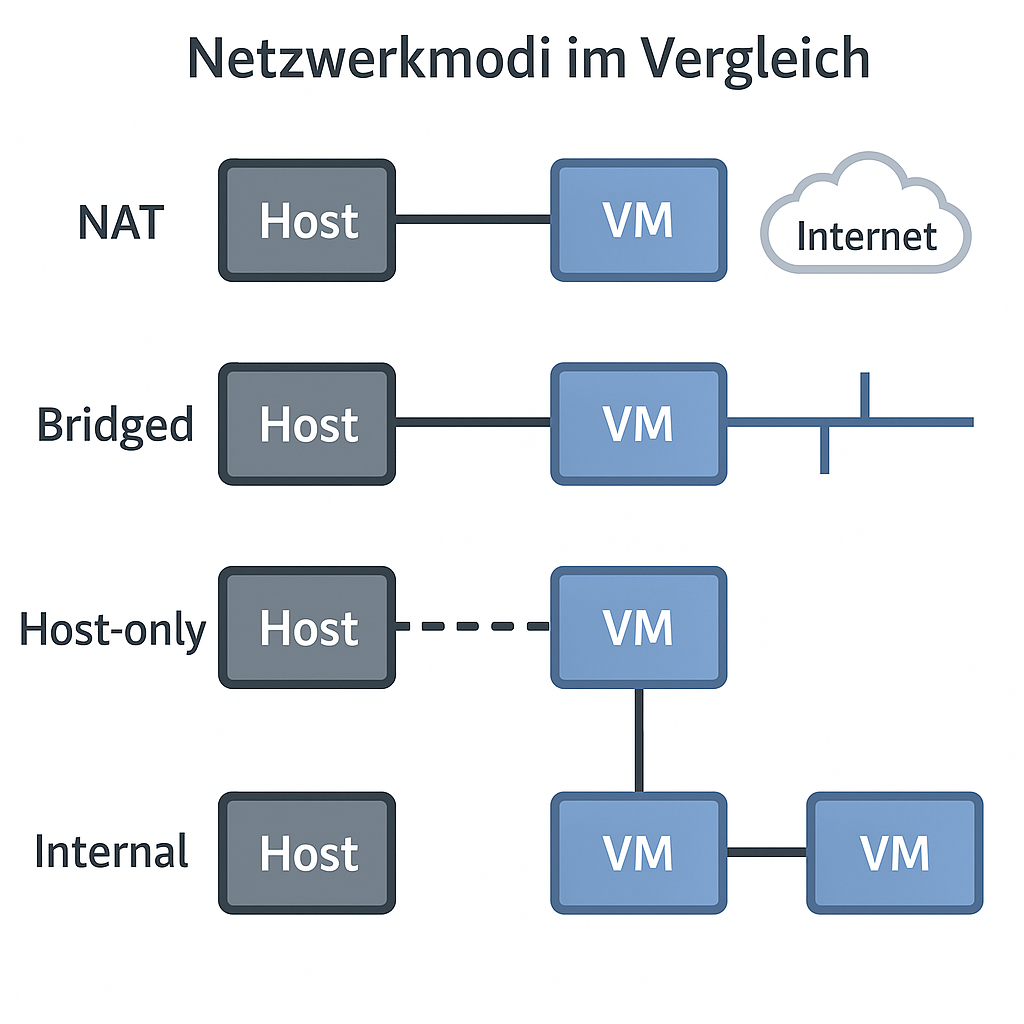 Netzwerkmodi im Vergleich
NAT Host VM Internet
Bridged Host VM
Host-only Host VM
Internal Host VM VM